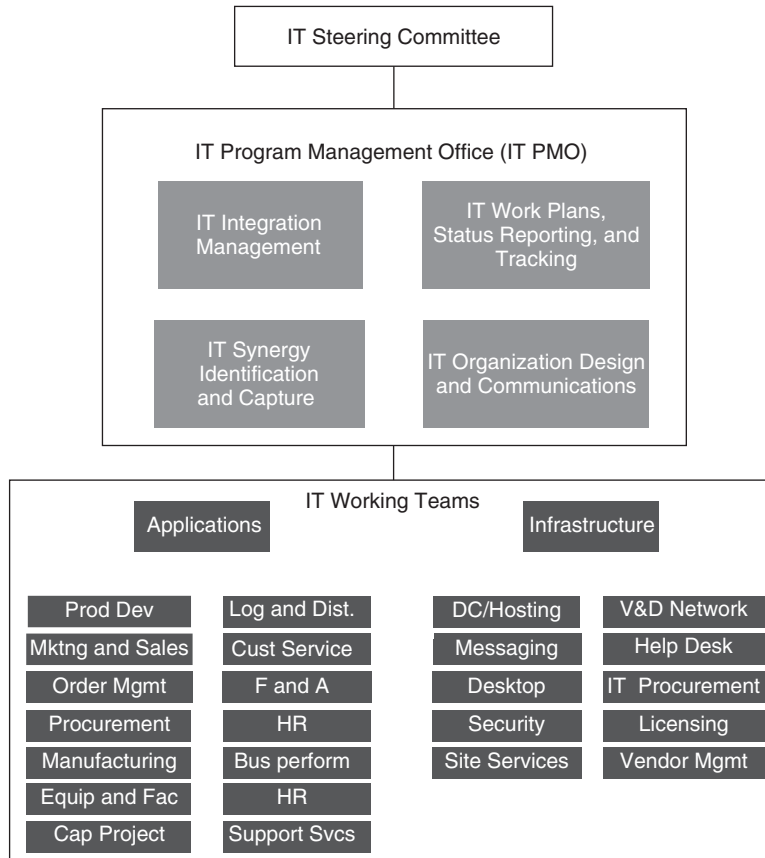 IT Steering Committee
IT Program Management Office (IT PMO)
IT Integration
Management
IT Work Plans,
Status Reporting, and
Tracking
IT Synergy
Identification
and Capture
IT Organization Design
and Communications
IT Working Teams
Applications
Prod Dev
Mktng and Sales
Order Mgmt
Procurement
Manufacturing
Equip and Fac
Cap Project
Log and Dist.
Cust Service
F and A
HR
Bus perform
HR
Support Svcs
Infrastructure
DC/Hosting
Messaging
Desktop
Security
Site Services
V&D Network
Help Desk
IT Procurement
Licensing
Vendor Mgmt